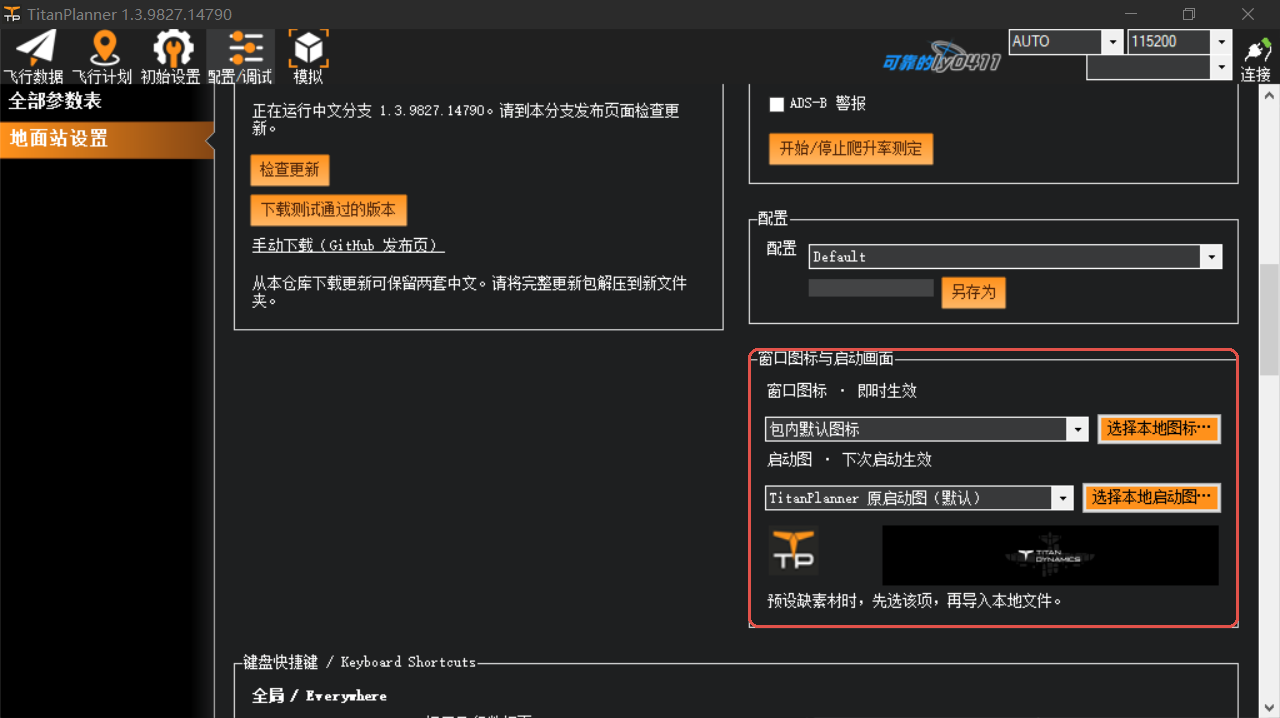 TitanPlanner 1.3.9827.14790
飞行数据 飞行计划 初始设置 配置/调试 模拟
可靠的lyo411
AUTO
115200
连接
全部参数表
地面站设置
正在运行中文分支 1.3.9827.14790。请到本分支发布页面检查更
新。
检查更新
下载测试通过的版本
手动下载（GitHub 发布页）
从本仓库下载更新可保留两套中文。请将完整更新包解压到新文件
夹。
ADS-B 警报
开始/停止爬升率测定
配置
配置
Default
另存为
窗口图标与启动画面
窗口图标 · 即时生效
包内默认图标
选择本地图标…
启动图 · 下次启动生效
TitanPlanner 原启动图（默认）
选择本地启动图…
TP
TITAN
DYNAMICS
预设缺素材时，先选该项，再导入本地文件。
键盘快捷键 / Keyboard Shortcuts
全局 / Everywhere